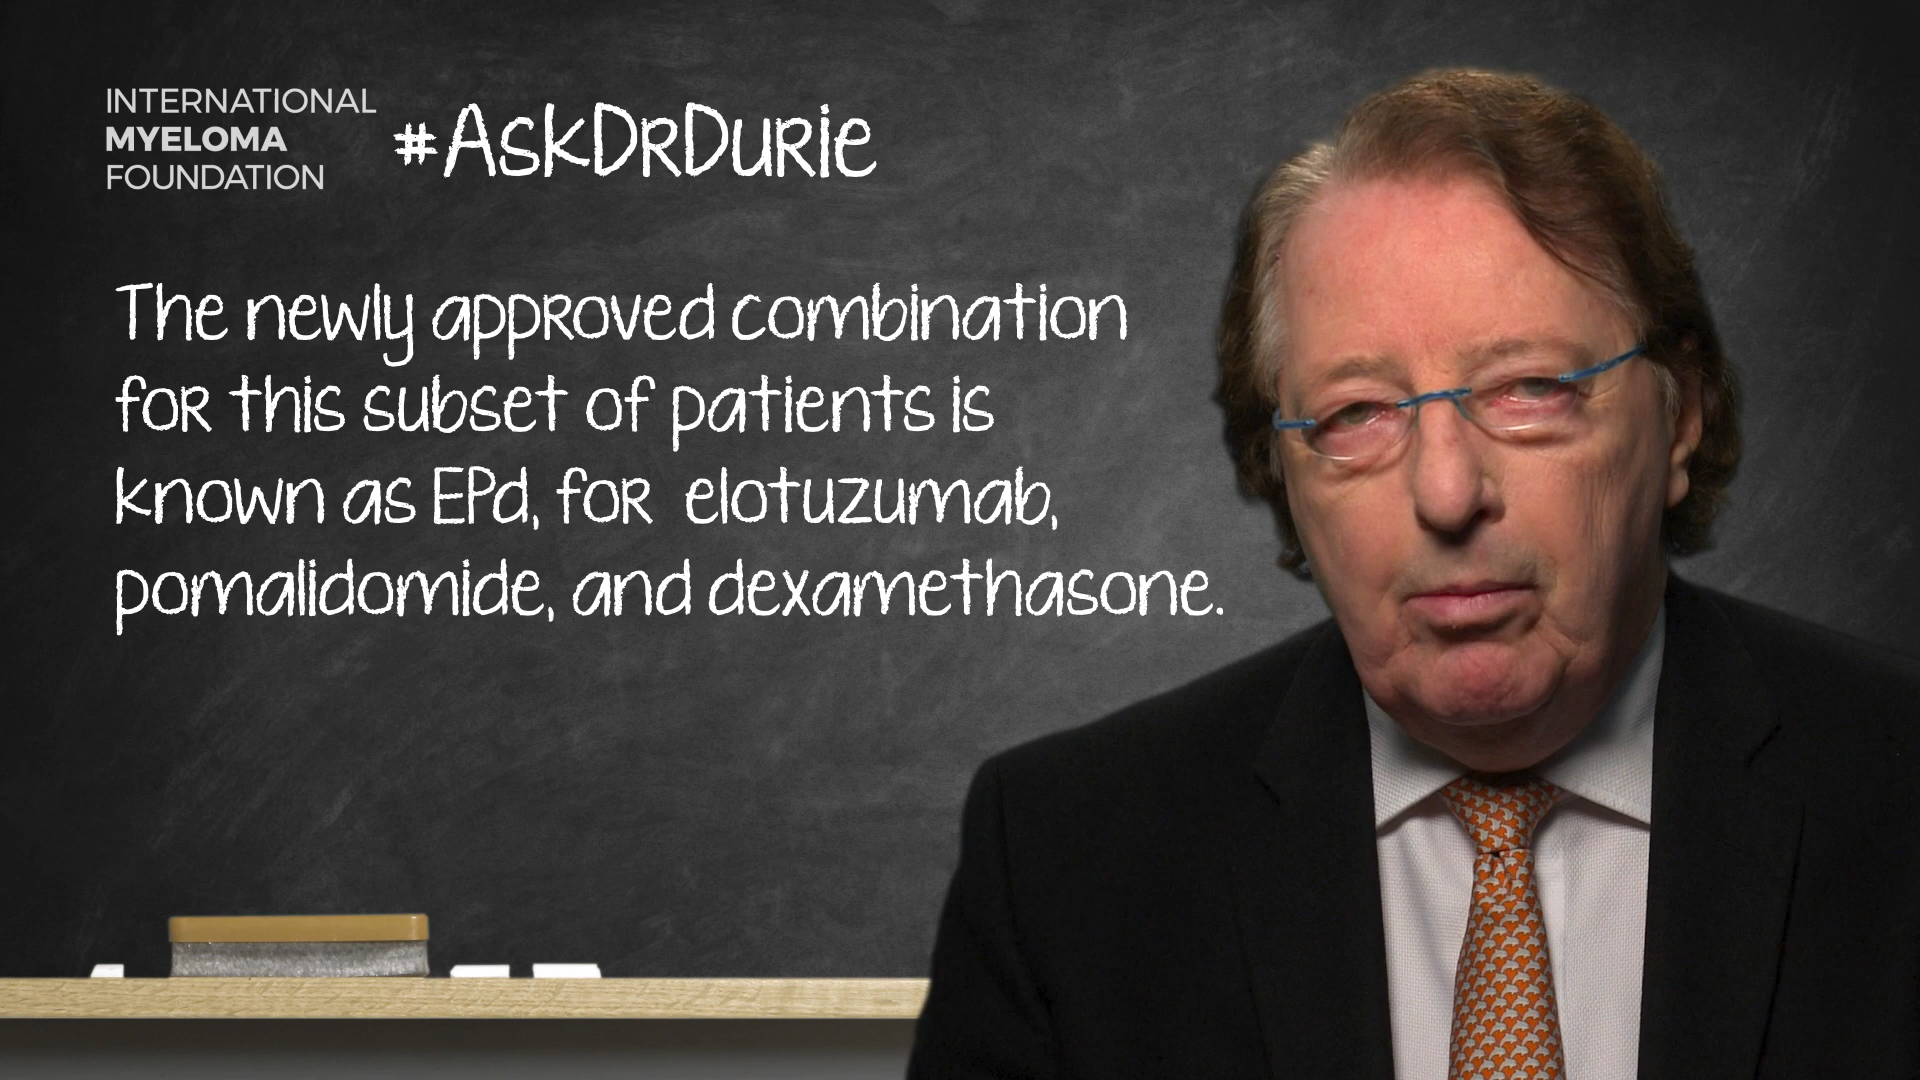 INTERNATIONAL
MYELOMA
FOUNDATION
#AskDrDurie
The newly approved combination
for this subset of patients is
known as EPd, for elotuzumab,
pomalidomide, and dexamethasone.